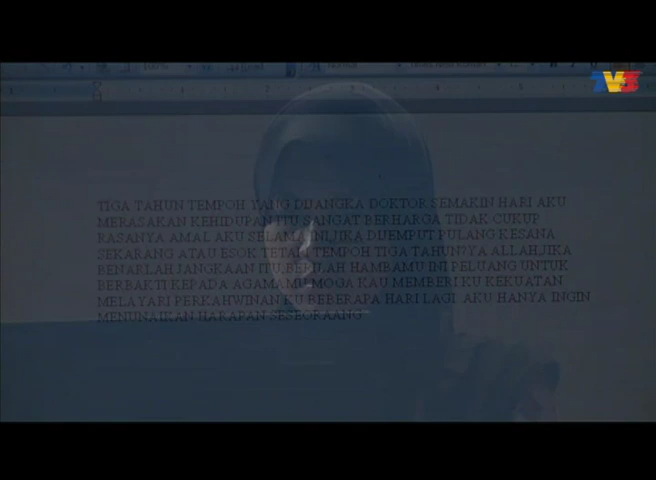 TV3
TIGA TAHUN TEMPOH YANG DIJANGKA DOKTOR.SEMAKIN HARI AKU
MERASAKAN KEHIDUPAN ITU SANGAT BERHARGA.TIDAK CUKUP
RASANYA AMAL AKU SELAMA INI.JIKA DIJEMPUT PULANG KESANA
SEKARANG ATAU ESOK TETAH TEMPOH TIGA TAHUN?YA ALLAH,JIKA
BENARLAH JANGKAAN ITU,BERILAH HAMBAMU INI PELUANG UNTUK
BERBAKTI KEPADA AGAMAMU.MOGA KAU MEMBERI KU KEKUATAN
MELAYARI PERKAHWINAN KU BEBERAPA HARI LAGI. AKU HANYA INGIN
MENUNAIKAN HARAPAN SESEORAANG